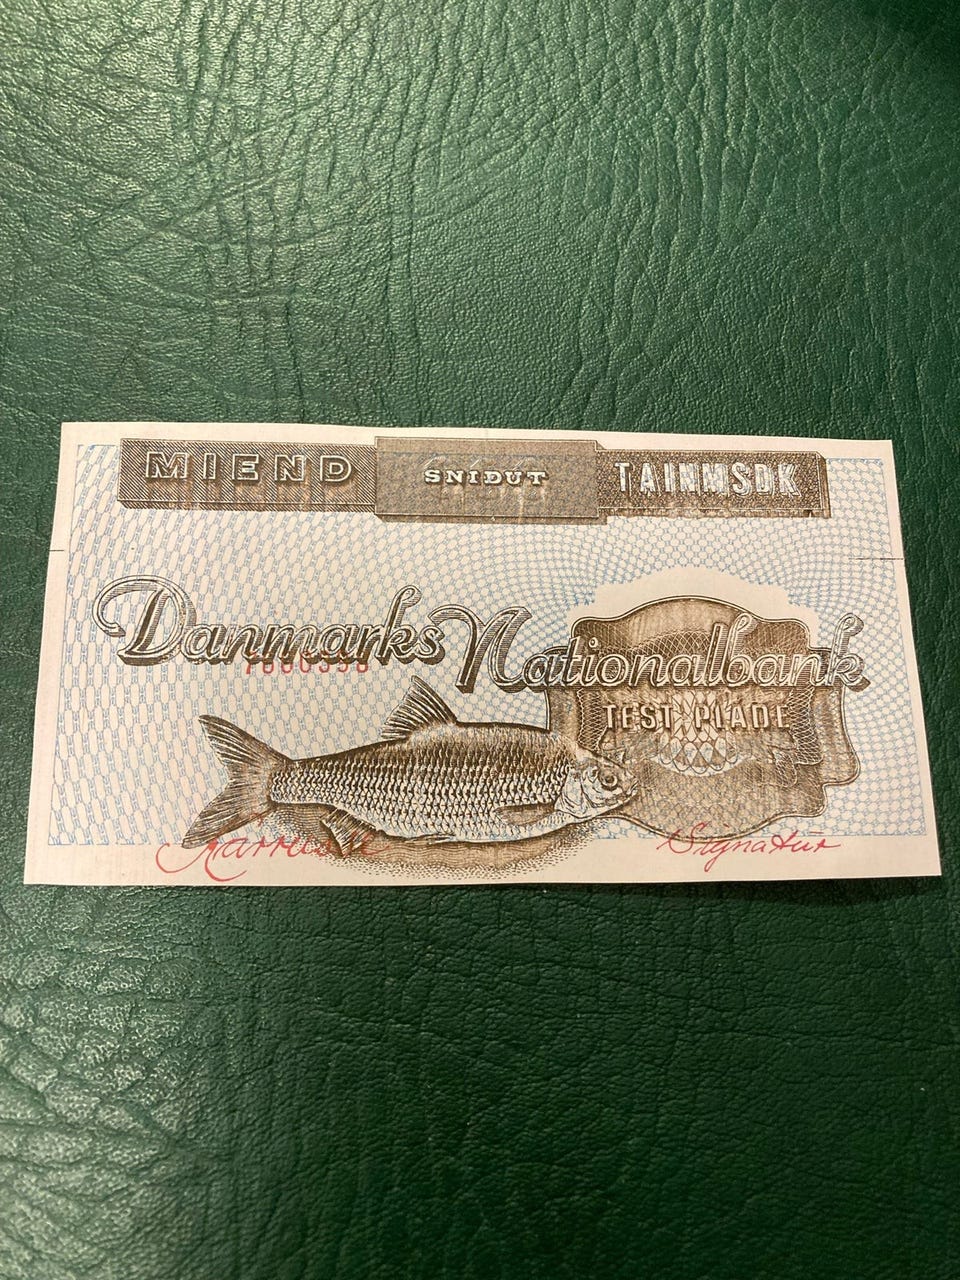 MIEND SNIDUT TAINMSDK
Danmarks Nationalbank
TEST PLADE
Signatur